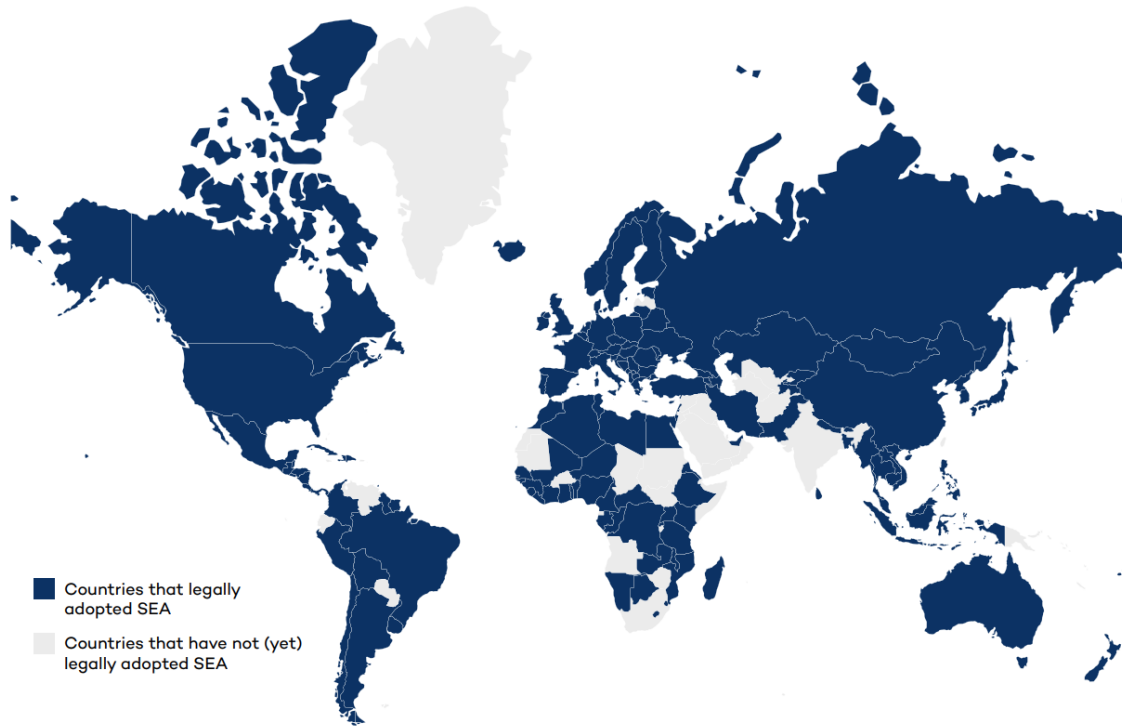 Countries that legally
adopted SEA
Countries that have not (yet)
legally adopted SEA